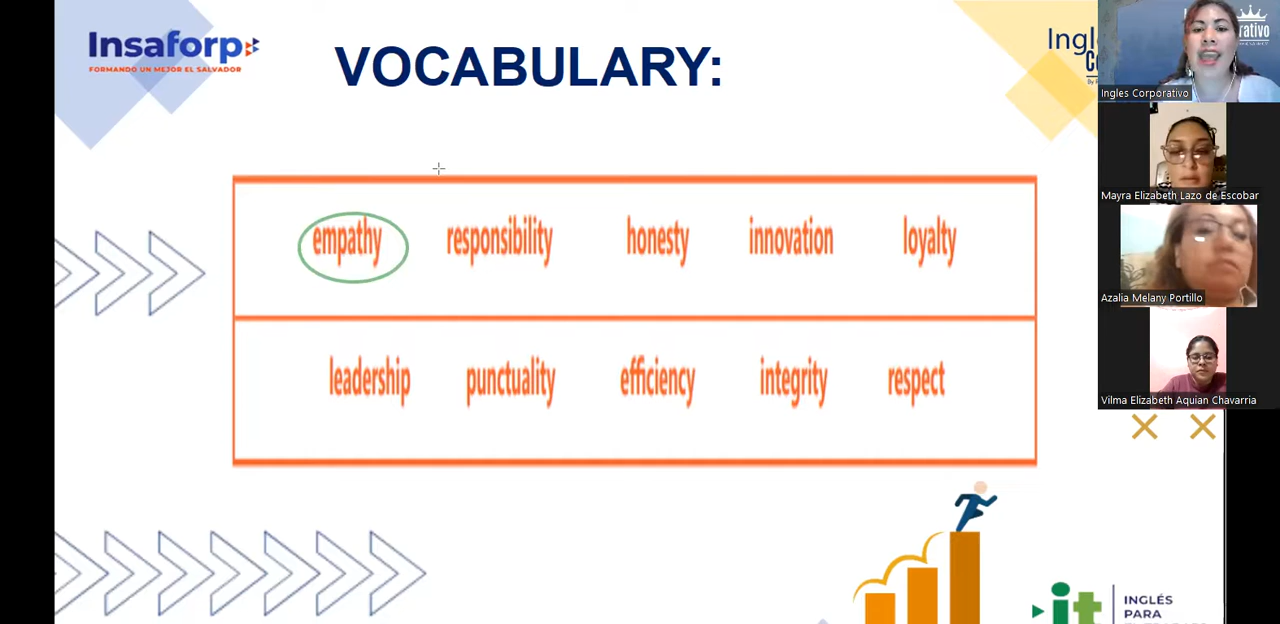 Insaforp
FORMANDO UN MEJOR EL SALVADOR
VOCABULARY:
empathy responsibility honesty innovation loyalty
leadership punctuality efficiency integrity respect
Ingles Corporativo
Mayra Elizabeth Lazo de Escobar
Azalia Melany Portillo
Vilma Elizabeth Aquian Chavarria
it
INGLÉS
PARA